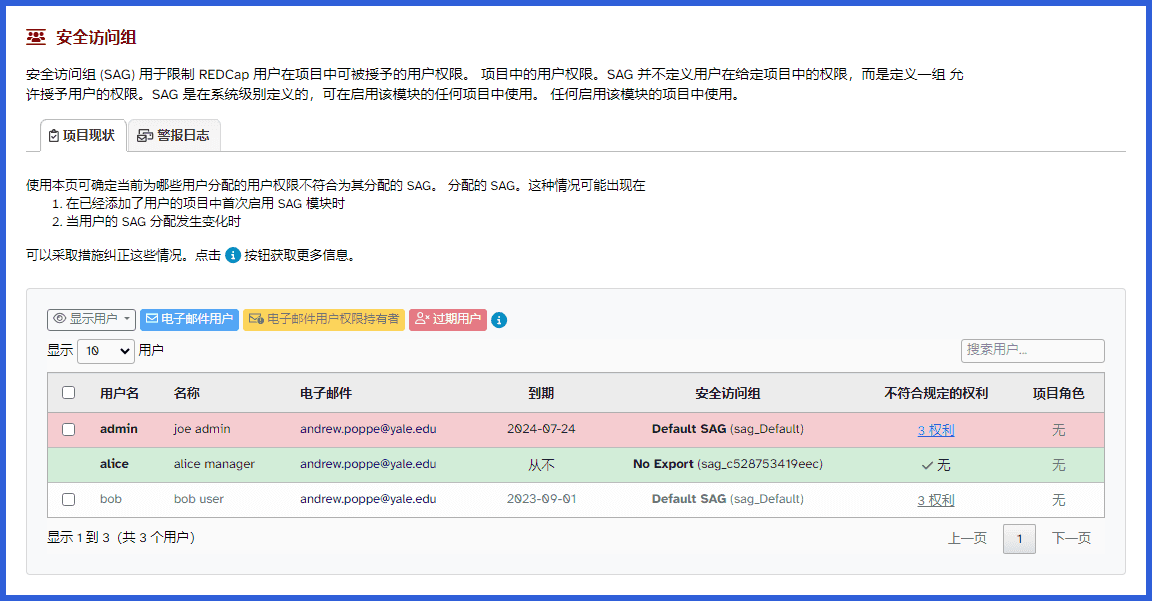 安全访问组
安全访问组 (SAG) 用于限制 REDCap 用户在项目中可被授予的用户权限。 项目中的用户权限。SAG 并不定义用户在给定项目中的权限，而是定义一组 允
许授予用户的权限。SAG 是在系统级别定义的，可在启用该模块的任何项目中使用。 任何启用该模块的项目中使用。
项目现状 警报日志
使用本页可确定当前为哪些用户分配的用户权限不符合为其分配的 SAG。 分配的 SAG。这种情况可能出现在
1. 在已经添加了用户的项目中首次启用 SAG 模块时
2. 当用户的 SAG 分配发生变化时
可以采取措施纠正这些情况。点击 i 按钮获取更多信息。
显示用户 电子邮件用户 电子邮件用户权限持有者 过期用户 i
显示 10 用户 搜索用户...
用户名 名称 电子邮件 到期 安全访问组 不符合规定的权利 项目角色
admin joe admin andrew.poppe@yale.edu 2024-07-24 Default SAG (sag_Default) 3 权利 无
alice alice manager andrew.poppe@yale.edu 从不 No Export (sag_c528753419eec) ✓无 无
bob bob user andrew.poppe@yale.edu 2023-09-01 Default SAG (sag_Default) 3 权利 无
显示 1 到 3（共 3 个用户） 上一页 1 下一页